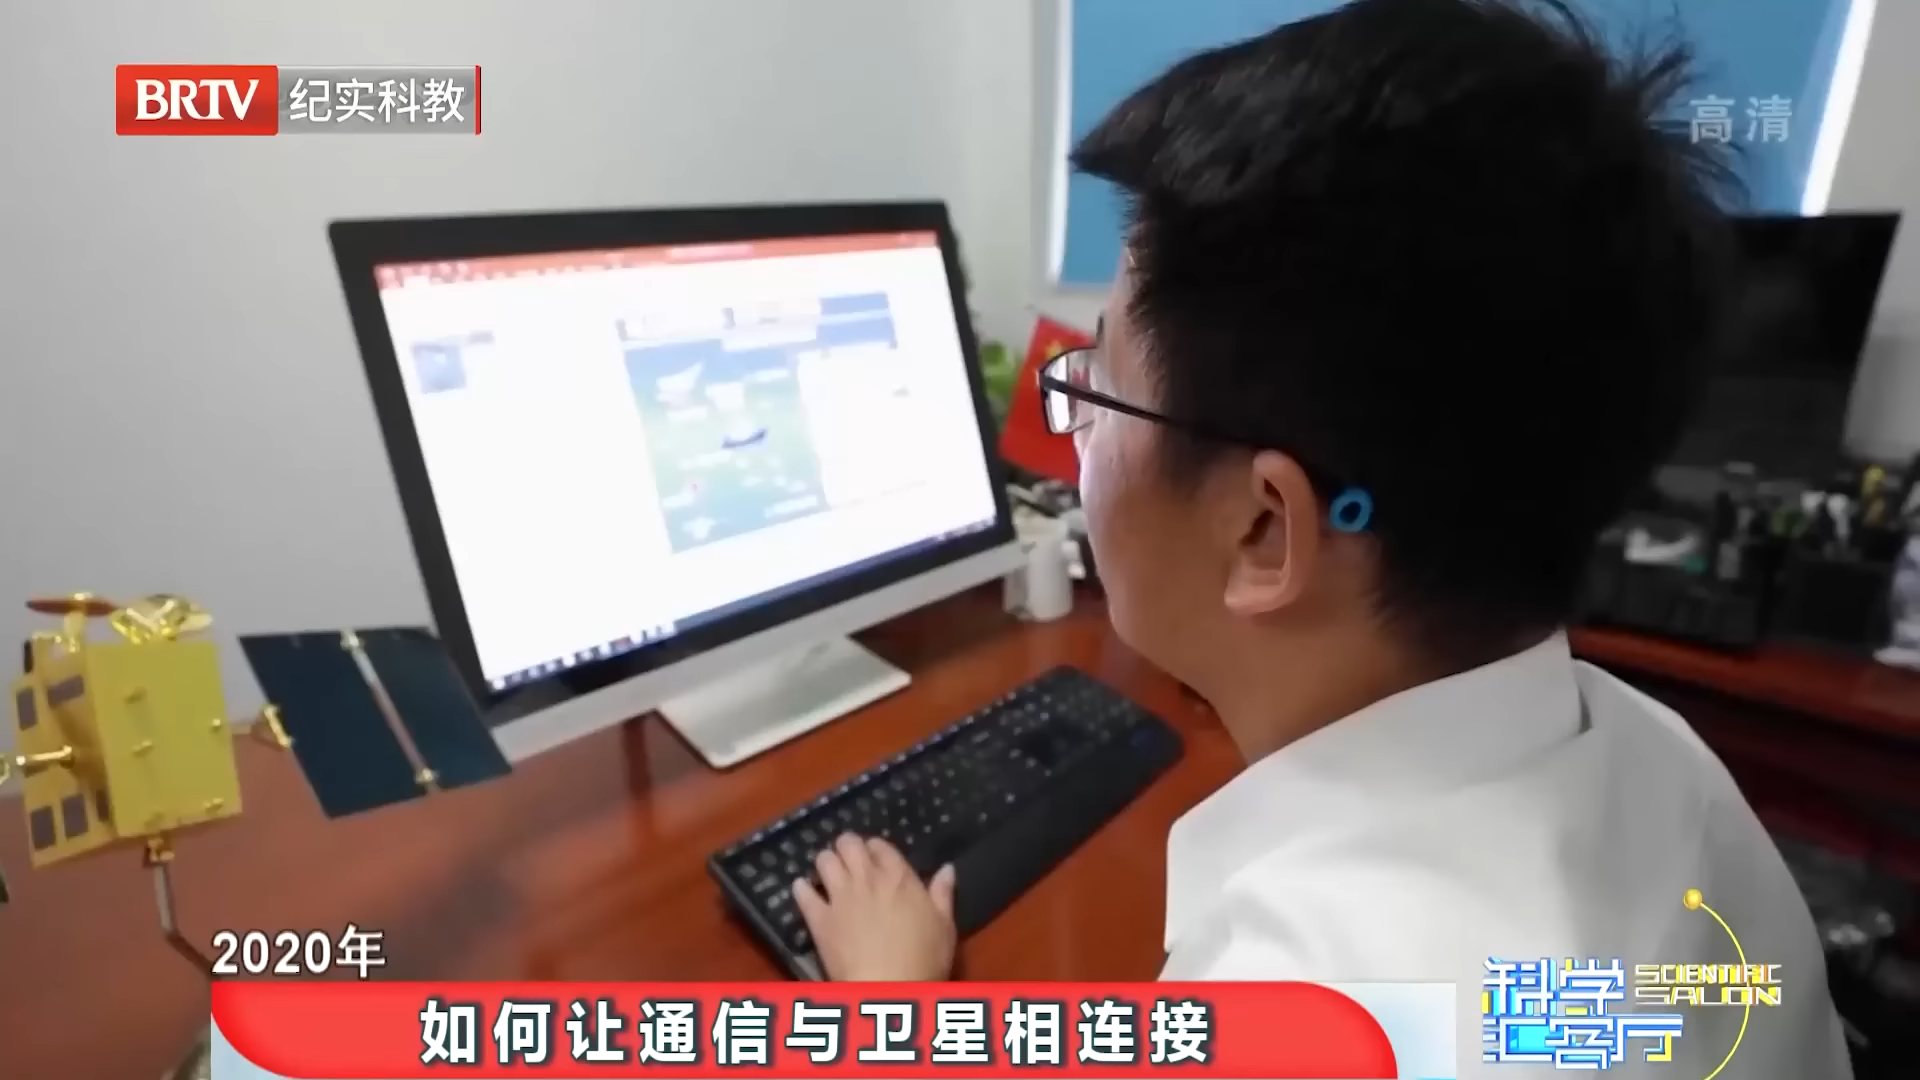 BRTV 纪实科教
高清
2020年
如何让通信与卫星相连接
科学 SCIENTIFIC
SALON
汇客厅